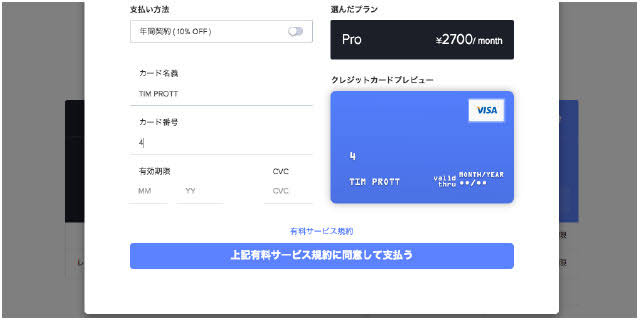 支払い方法
年間契約 ( 10% OFF )
カード名義
TIM PROTT
カード番号
4
有効期限 CVC
MM YY CVC
選んだプラン
Pro ¥2700/ month
クレジットカードプレビュー
VISA
4
MONTH/YEAR
TIM PROTT valid thru ••/••
有料サービス規約
上記有料サービス規約に同意して支払う
限
レ 限